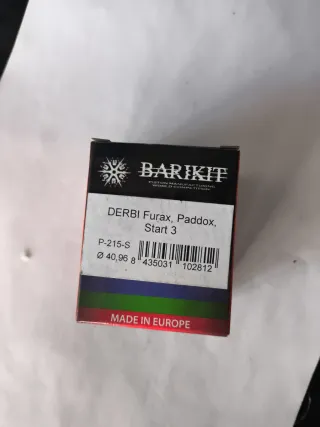 BARIKIT
DERBI Furax, Paddox,
Start 3
P-215-S
Ø 40,96 8 435031 102812
MADE IN EUROPE